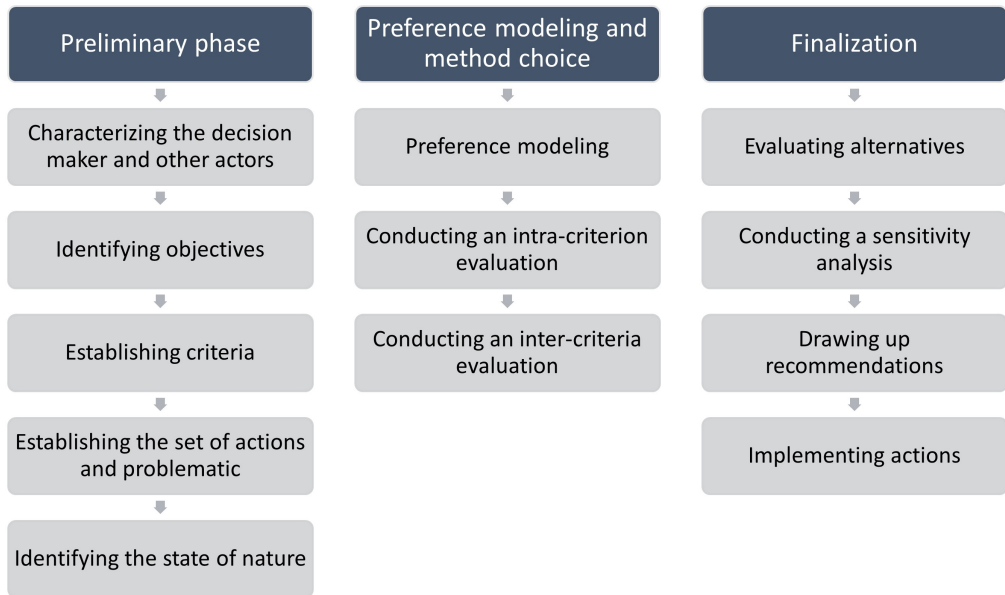 Preliminary phase
Characterizing the decision
maker and other actors
Identifying objectives
Establishing criteria
Establishing the set of actions
and problematic
Identifying the state of nature
Preference modeling and
method choice
Preference modeling
Conducting an intra-criterion
evaluation
Conducting an inter-criteria
evaluation
Finalization
Evaluating alternatives
Conducting a sensitivity
analysis
Drawing up
recommendations
Implementing actions